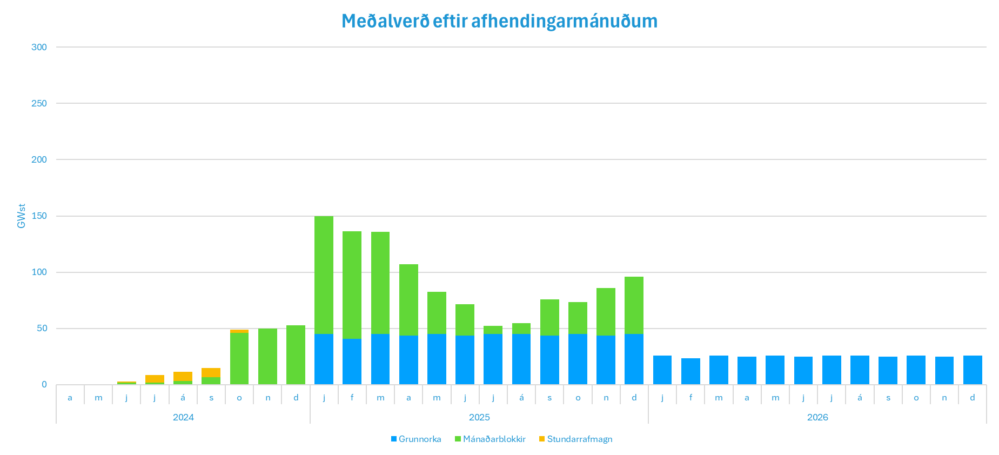 Meðalverð eftir afhendingarmánuðum
300
250
200
150
100
50
0
GWst
a m j j á s o n d j f m a m j j á s o n d j f m a m j j á s o n d
2024 2025 2026
Grunnorka Mánaðarblokkir Stundarrafmagn